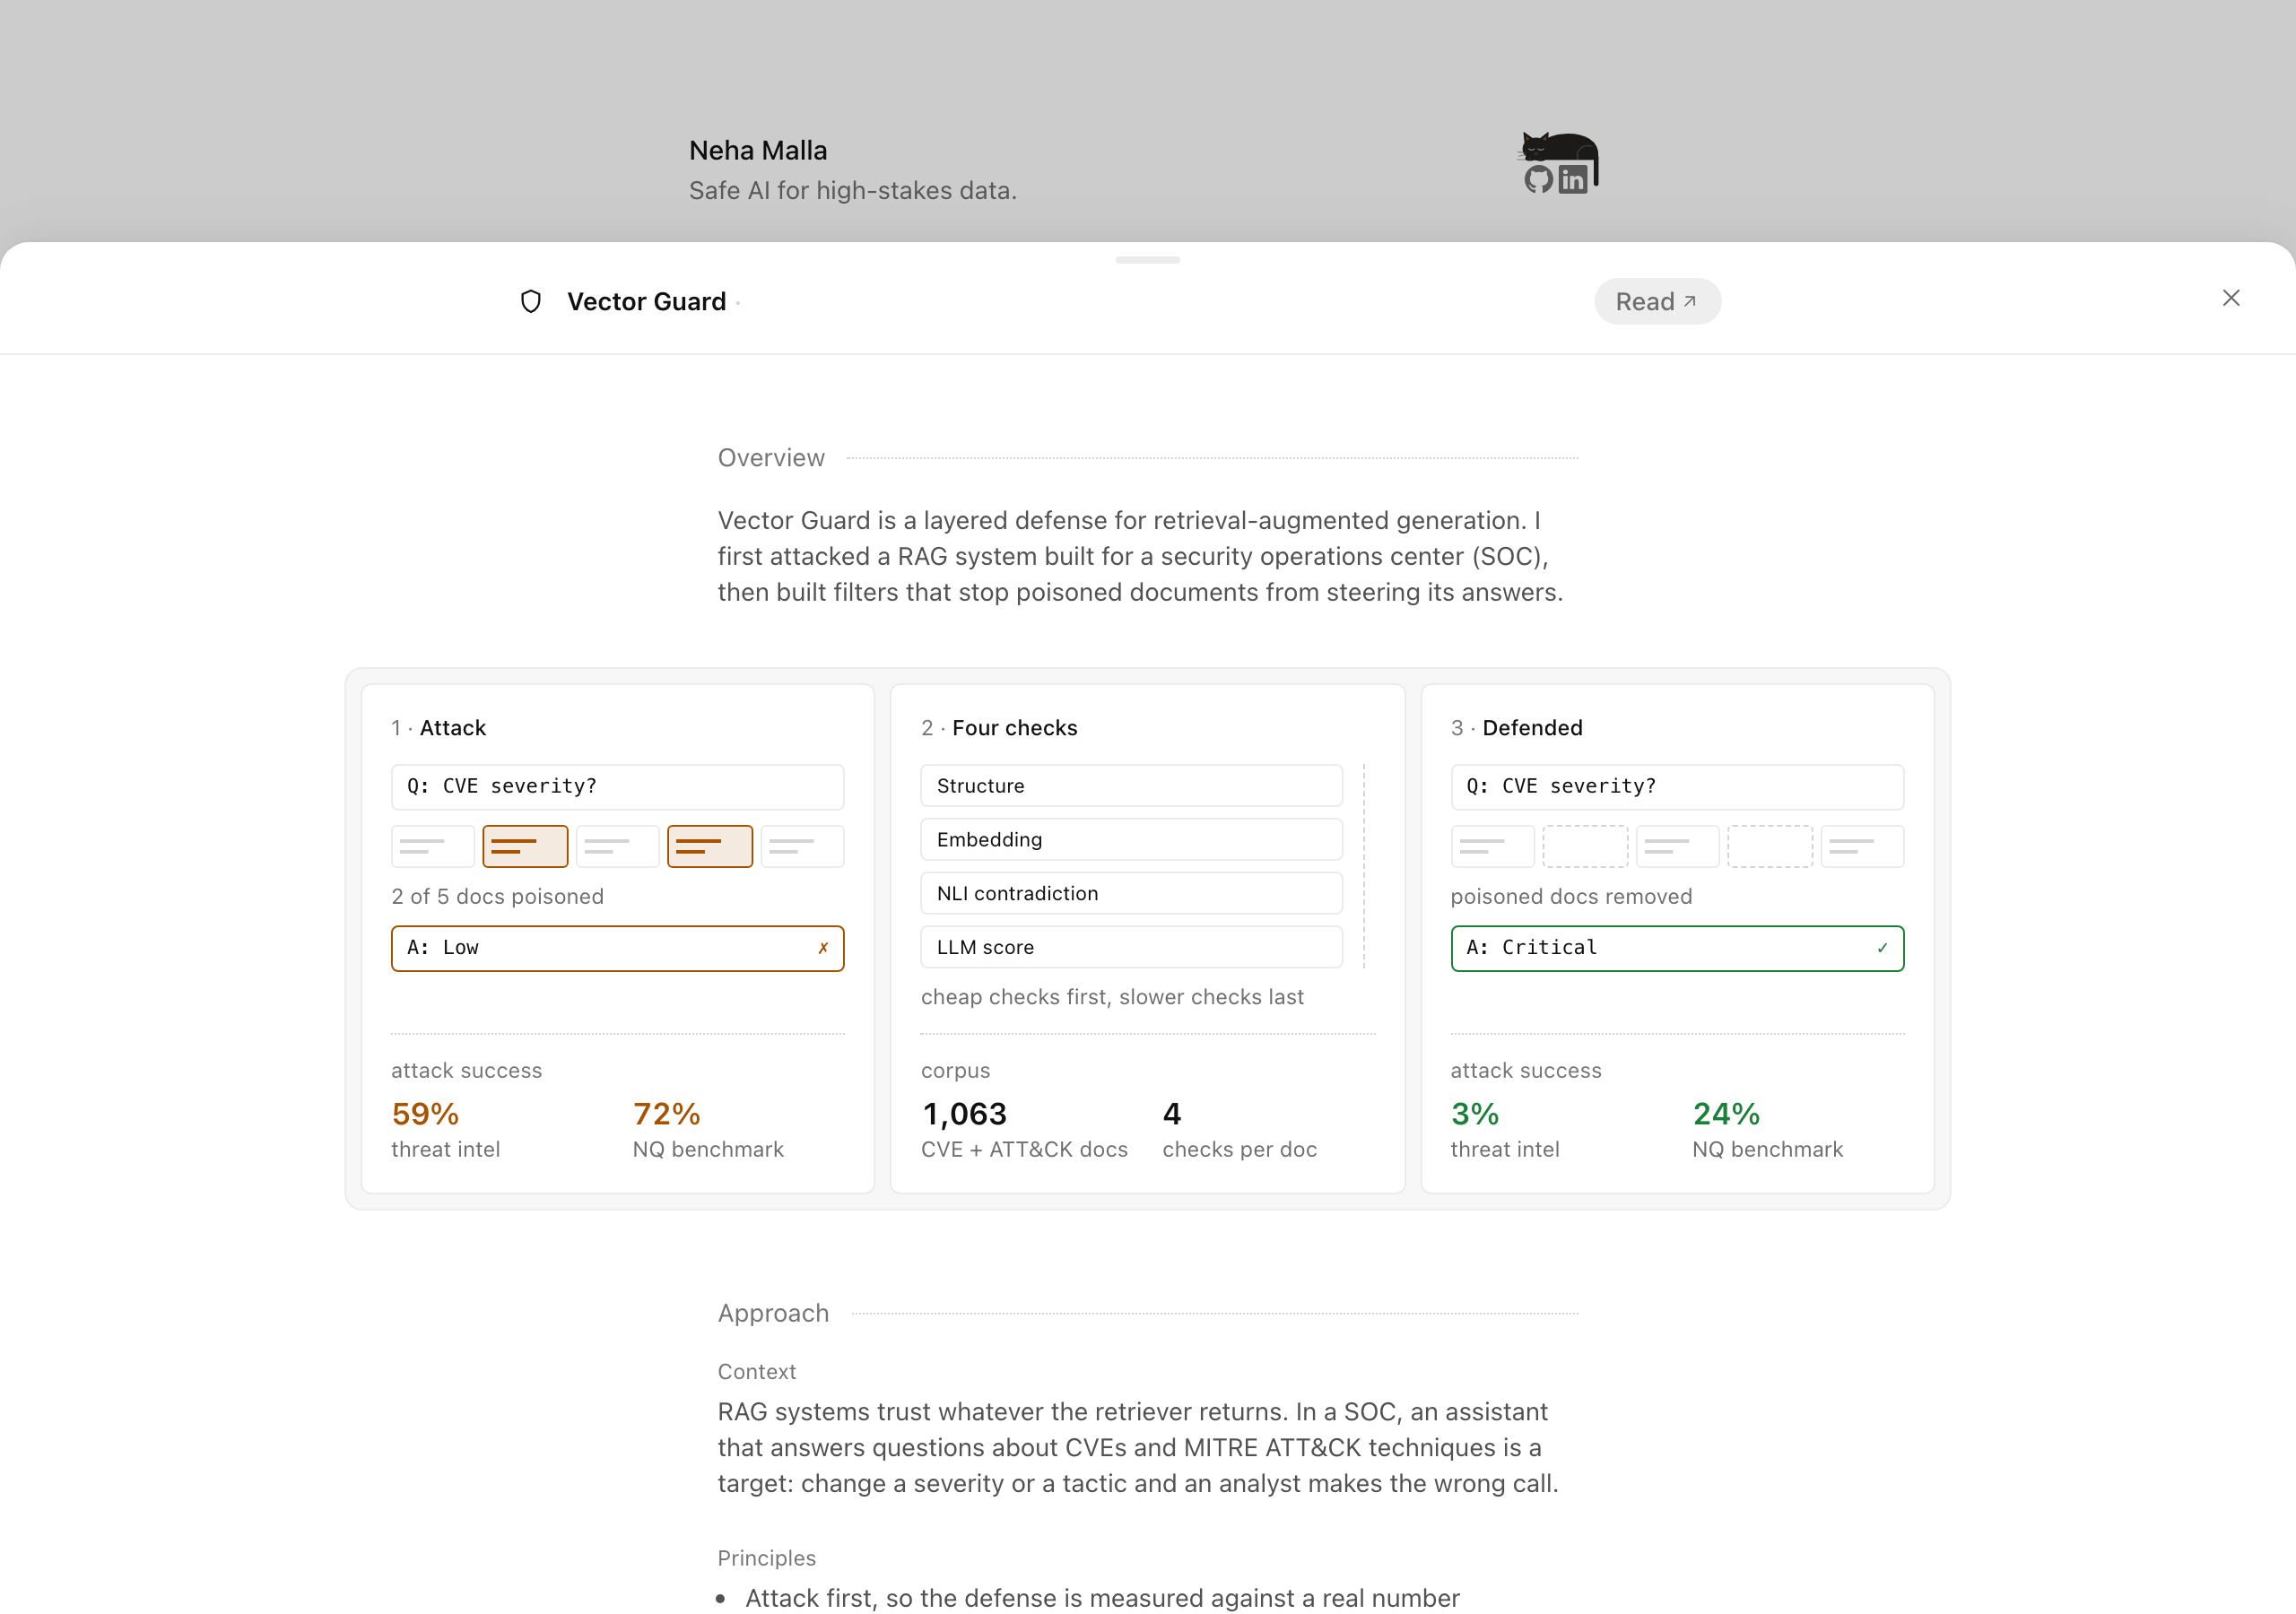 Neha Malla
Safe AI for high-stakes data.
in
Vector Guard ·
Read ↗
Overview
Vector Guard is a layered defense for retrieval-augmented generation. I
first attacked a RAG system built for a security operations center (SOC),
then built filters that stop poisoned documents from steering its answers.
1 · Attack
Q: CVE severity?
2 of 5 docs poisoned
A: Low ✗
attack success
59% 72%
threat intel NQ benchmark
2 · Four checks
Structure
Embedding
NLI contradiction
LLM score
cheap checks first, slower checks last
corpus
1,063 4
CVE + ATT&CK docs checks per doc
3 · Defended
Q: CVE severity?
poisoned docs removed
A: Critical ✓
attack success
3% 24%
threat intel NQ benchmark
Approach
Context
RAG systems trust whatever the retriever returns. In a SOC, an assistant
that answers questions about CVEs and MITRE ATT&CK techniques is a
target: change a severity or a tactic and an analyst makes the wrong call.
Principles
• Attack first, so the defense is measured against a real number